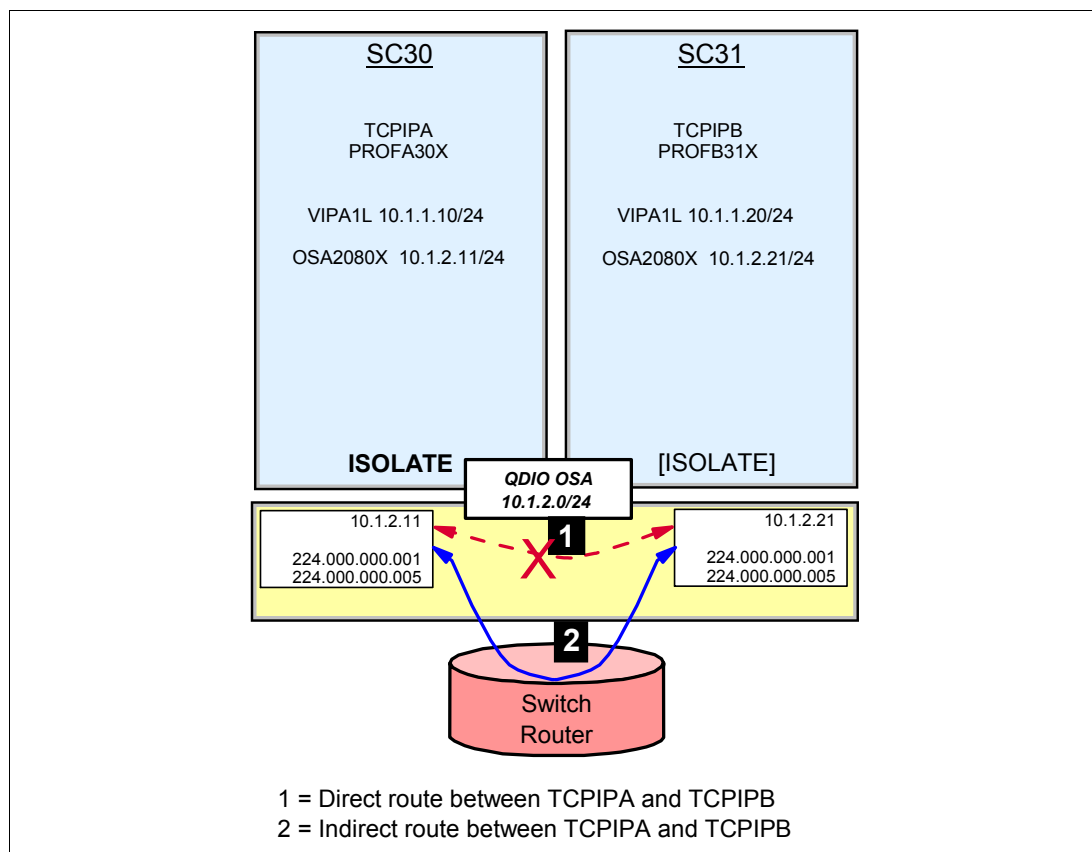 SC30
TCPIPA
PROFA30X
VIPA1L 10.1.1.10/24
OSA2080X 10.1.2.11/24
ISOLATE
SC31
TCPIPB
PROFB31X
VIPA1L 10.1.1.20/24
OSA2080X 10.1.2.21/24
[ISOLATE]
QDIO OSA
10.1.2.0/24
10.1.2.11
224.000.000.001
224.000.000.005
1
X
10.1.2.21
224.000.000.001
224.000.000.005
2
Switch
Router
1 = Direct route between TCPIPA and TCPIPB
2 = Indirect route between TCPIPA and TCPIPB